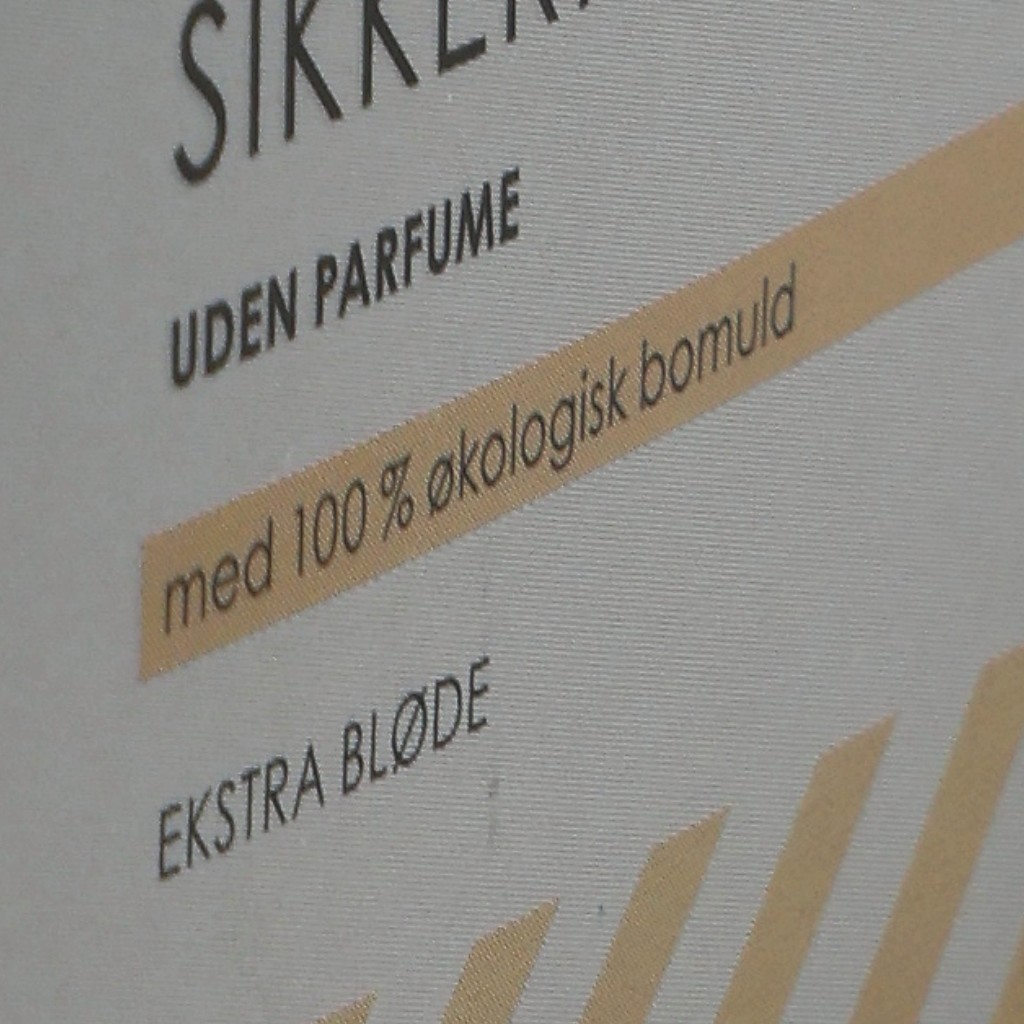 UDEN PARFUME
med 100 % økologisk bomuld
EKSTRA BLØDE